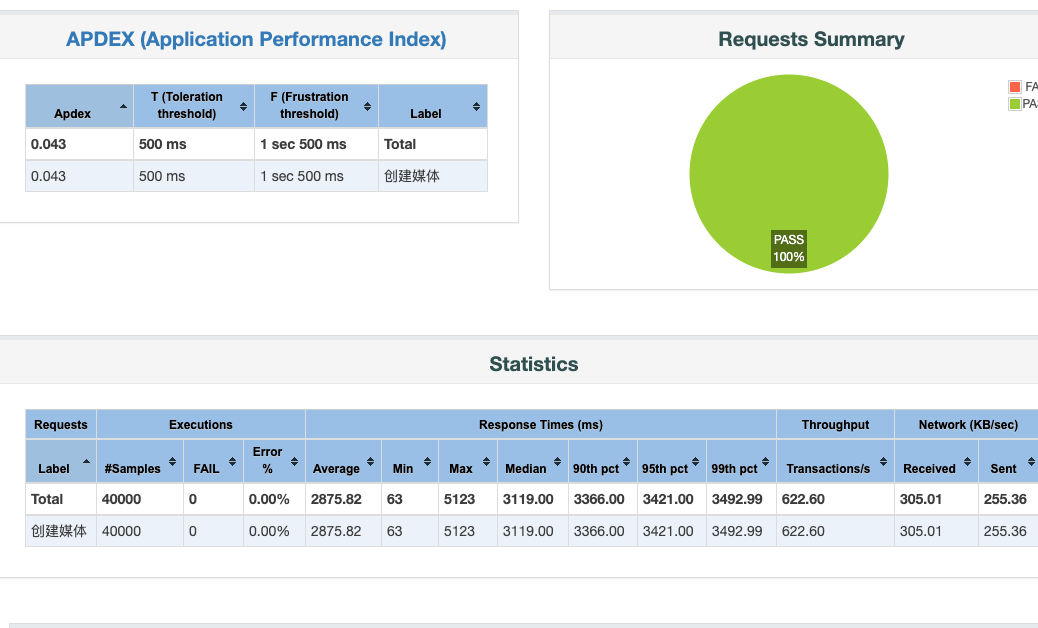 APDEX (Application Performance Index)
Apdex T (Toleration threshold) F (Frustration threshold) Label
0.043 500 ms 1 sec 500 ms Total
0.043 500 ms 1 sec 500 ms 创建媒体
Requests Summary
FA
PAS
PASS
100%
Statistics
Requests Executions Response Times (ms) Throughput Network (KB/sec)
Label #Samples FAIL Error % Average Min Max Median 90th pct 95th pct 99th pct Transactions/s Received Sent
Total 40000 0 0.00% 2875.82 63 5123 3119.00 3366.00 3421.00 3492.99 622.60 305.01 255.36
创建媒体 40000 0 0.00% 2875.82 63 5123 3119.00 3366.00 3421.00 3492.99 622.60 305.01 255.36